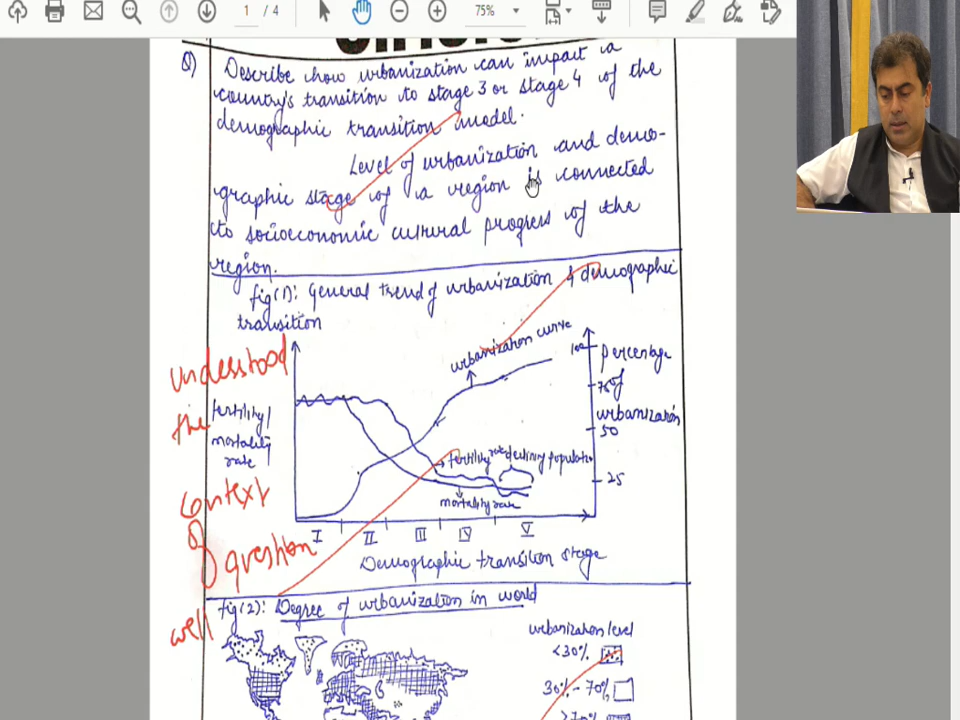 1 / 4
75%
Q) Describe how urbanization can impact a
country's transition to stage 3 or stage 4 of the
demographic transition model.
Level of urbanization and demo-
graphic stage of a region is connected
to socioeconomic cultural progress of the
region.
fig(1): General trend of urbanization & demographic
transition
urbanization curve
100
Percentage
75
of
urbanization
50
understood
the
context
of
question
well
fertility/
mortality
rate
fertility rate
declining population
25
mortality rate
I II III IV V
Demographic transition stage
fig(2): Degree of urbanization in world
urbanization level
<30%
30% - 70%
>70%